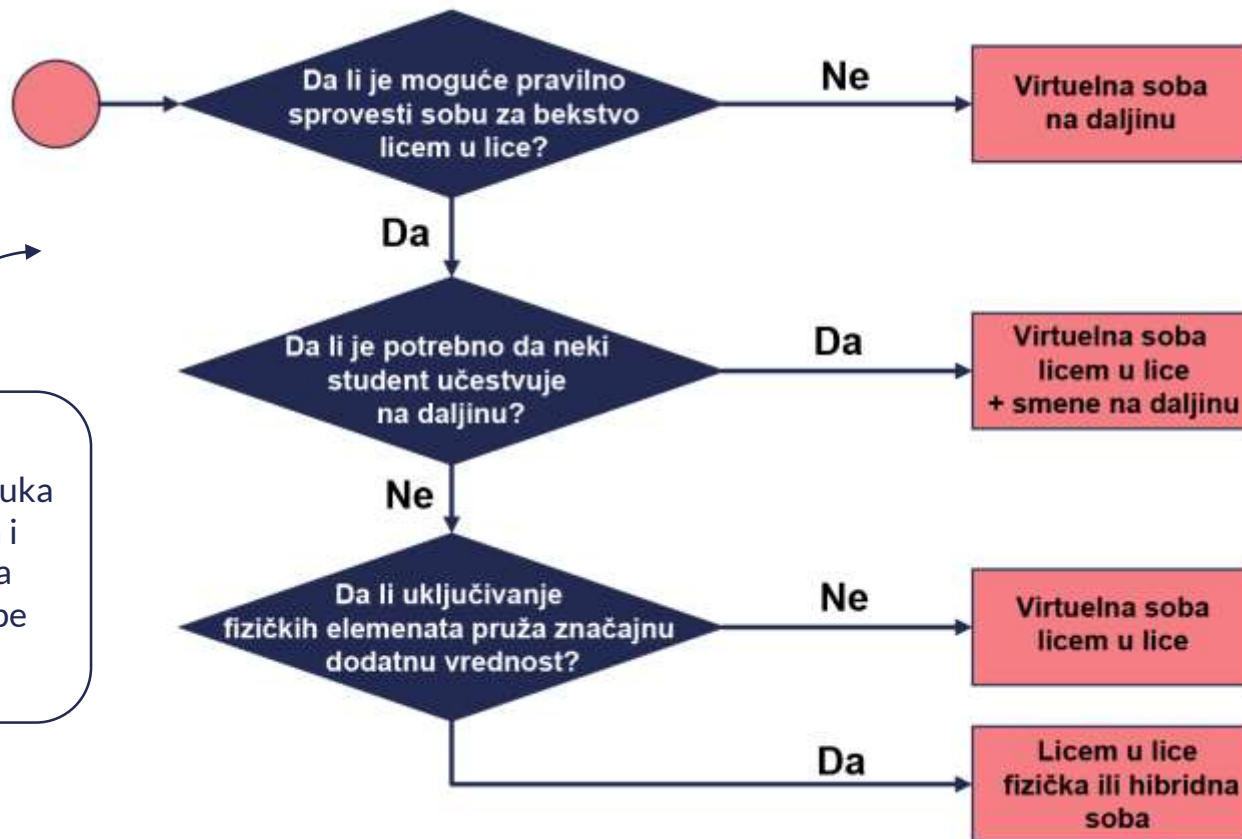 Da li je moguće pravilno
sprovesti sobu za bekstvo
licem u lice?
Ne
Virtuelna soba
na daljinu
Da
Da li je potrebno da neki
student učestvuje
na daljinu?
Da
Virtuelna soba
licem u lice
+ smene na daljinu
Ne
Da li uključivanje
fizičkih elemenata pruža značajnu
dodatnu vrednost?
Ne
Virtuelna soba
licem u lice
Da
Licem u lice
fizička ili hibridna
soba
i